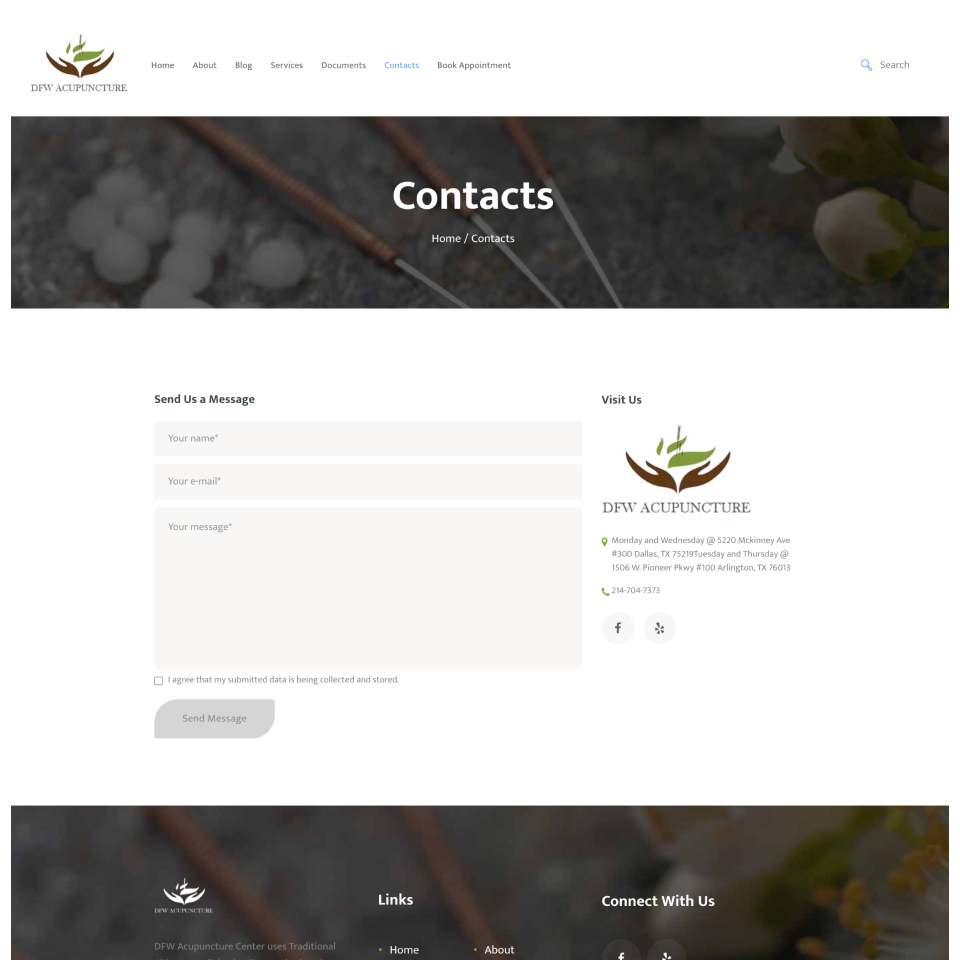 DFW ACUPUNCTURE
Home
About
Blog
Services
Documents
Contacts
Book Appointment
Search
Contacts
Home / Contacts
Send Us a Message
Your name*
Your e-mail*
Your message*
I agree that my submitted data is being collected and stored.
Send Message
Visit Us
DFW ACUPUNCTURE
Monday and Wednesday @ 5220 Mckinney Ave
#300 Dallas, TX 75219Tuesday and Thursday @
1506 W. Pioneer Pkwy #100 Arlington, TX 76013
214-704-7373
DFW ACUPUNCTURE
DFW Acupuncture Center uses Traditional
Links
Home
About
Connect With Us